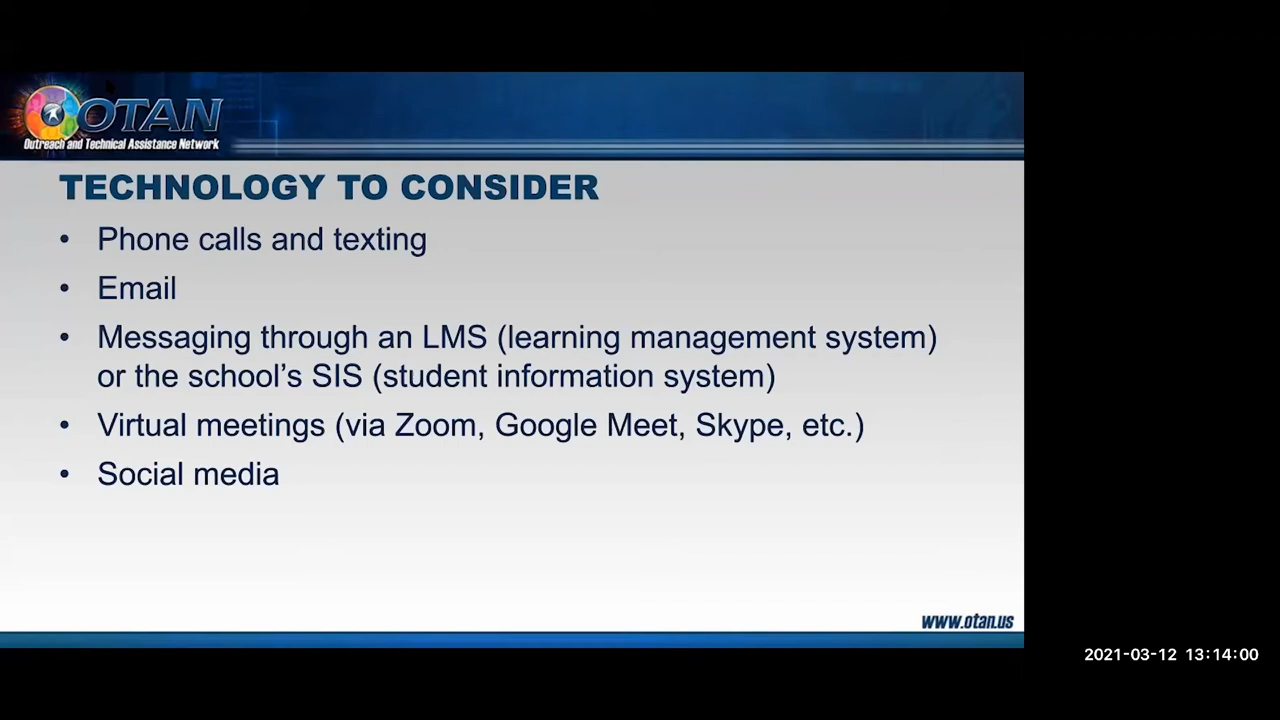 OTAN
Outreach and Technical Assistance Network
TECHNOLOGY TO CONSIDER
• Phone calls and texting
• Email
• Messaging through an LMS (learning management system)
or the school’s SIS (student information system)
• Virtual meetings (via Zoom, Google Meet, Skype, etc.)
• Social media
www.otan.us
2021-03-12 13:14:00